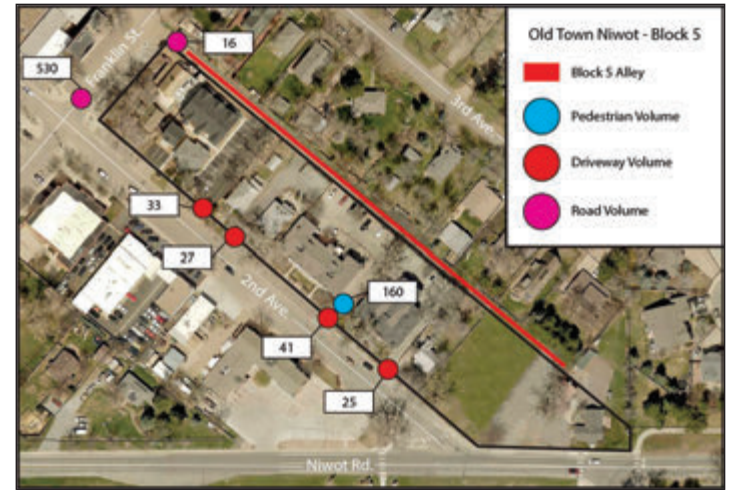 Old Town Niwot - Block 5
Block 5 Alley
Pedestrian Volume
Driveway Volume
Road Volume
16
530
Franklin St.
3rd Ave.
33
27
2nd Ave.
160
41
25
Niwot Rd.